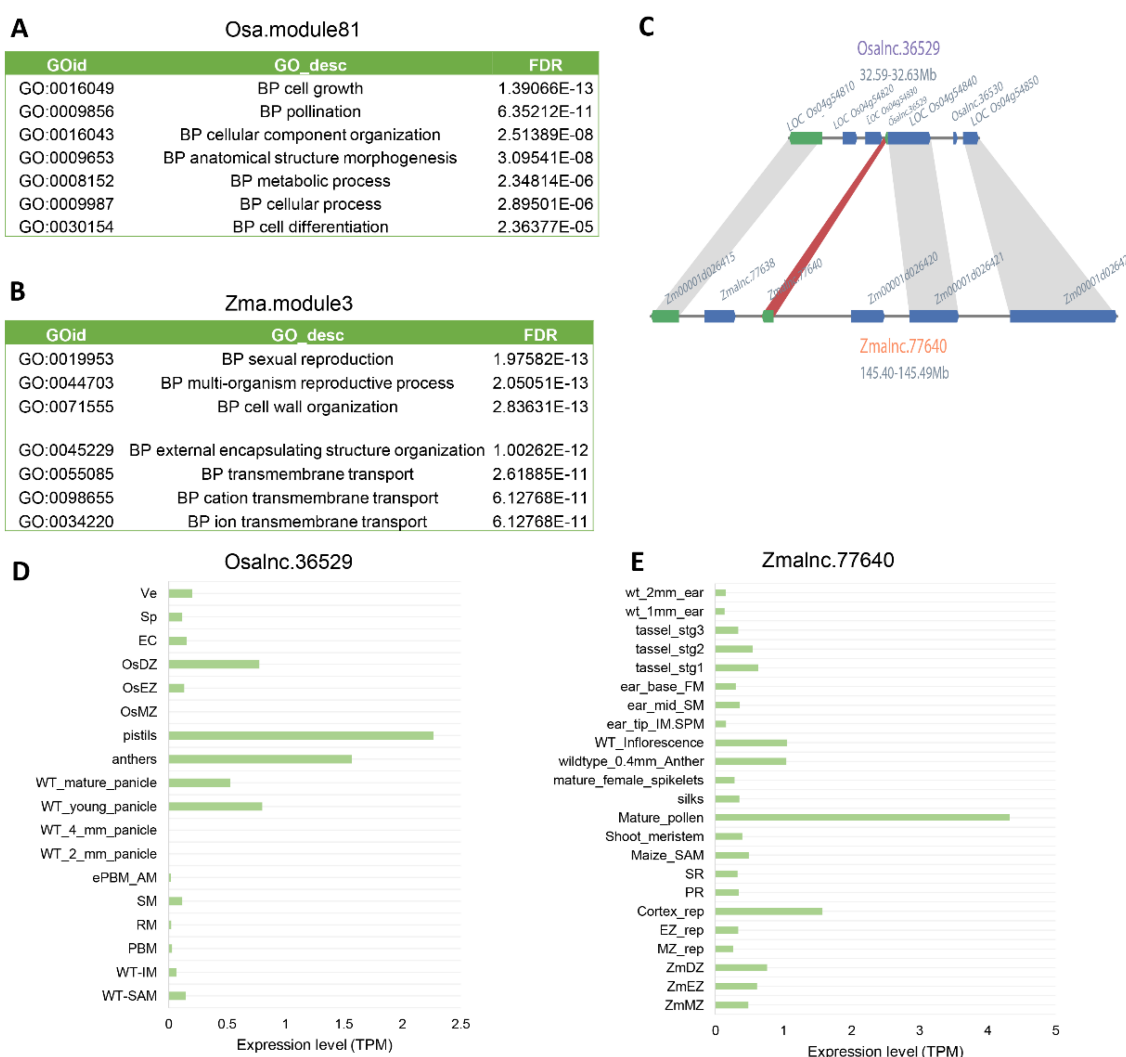 A
Osa.module81
GOid GO_desc FDR
GO:0016049 BP cell growth 1.39066E-13
GO:0009856 BP pollination 6.35212E-11
GO:0016043 BP cellular component organization 2.51389E-08
GO:0009653 BP anatomical structure morphogenesis 3.09541E-08
GO:0008152 BP metabolic process 2.34814E-06
GO:0009987 BP cellular process 2.89501E-06
GO:0030154 BP cell differentiation 2.36377E-05
B
Zma.module3
GOid GO_desc FDR
GO:0019953 BP sexual reproduction 1.97582E-13
GO:0044703 BP multi-organism reproductive process 2.05051E-13
GO:0071555 BP cell wall organization 2.83631E-13
GO:0045229 BP external encapsulating structure organization 1.00262E-12
GO:0055085 BP transmembrane transport 2.61885E-11
GO:0098655 BP cation transmembrane transport 6.12768E-11
GO:0034220 BP ion transmembrane transport 6.12768E-11
C
Osalnc.36529
32.59-32.63Mb
LOC_Os04g54810
LOC_Os04g54820
LOC_Os04g54830
Osalnc.36529
LOC_Os04g54840
Osalnc.36530
LOC_Os04g54850
Zm00001d026415
Zmalnc.77638
Zm00001d026420
Zm00001d026421
Zmalnc.77640
145.40-145.49Mb
D
Osalnc.36529
Ve
Sp
EC
OsDZ
OsEZ
OsMZ
pistils
anthers
WT_mature_panicle
WT_young_panicle
WT_4_mm_panicle
WT_2_mm_panicle
ePBM_AM
SM
RM
PBM
WT-IM
WT-SAM
0 0.5 1 1.5 2 2.5
Expression level (TPM)
E
Zmalnc.77640
wt_2mm_ear
wt_1mm_ear
tassel_stg3
tassel_stg2
tassel_stg1
ear_base_FM
ear_mid_SM
ear_tip_IM.SPM
WT_Inflorescence
wildtype_0.4mm_Anther
mature_female_spikelets
silks
Mature_pollen
Shoot_meristem
Maize_SAM
SR
PR
Cortex_rep
EZ_rep
MZ_rep
ZmDZ
ZmEZ
ZmMZ
0 1 2 3 4 5
Expression level (TPM)